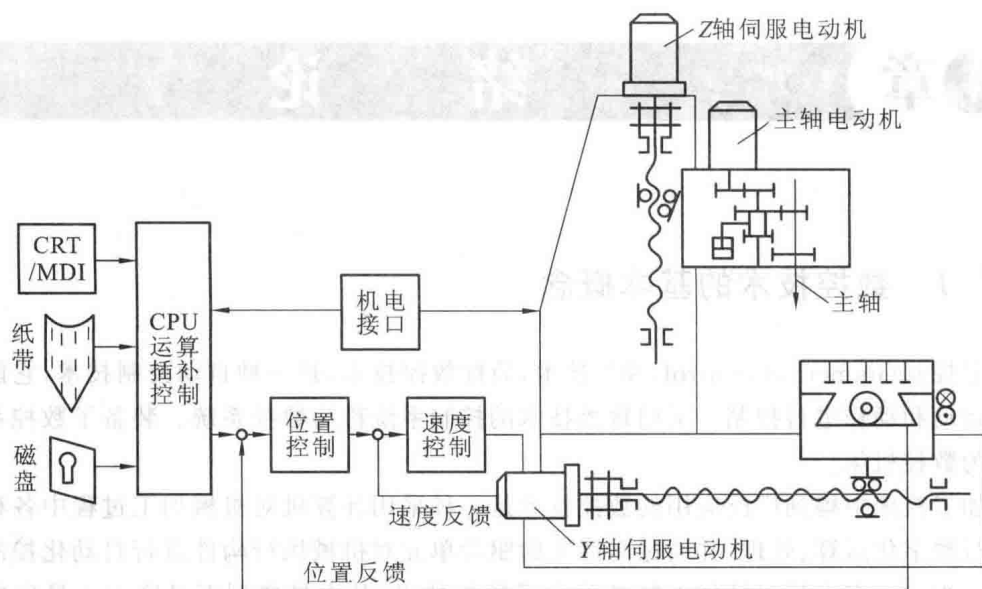 Z轴伺服电动机
主轴电动机
CRT
/MDI
纸带
磁盘
CPU
运算
插补
控制
机电
接口
主轴
位置
控制
速度
控制
速度反馈
Y轴伺服电动机
位置反馈